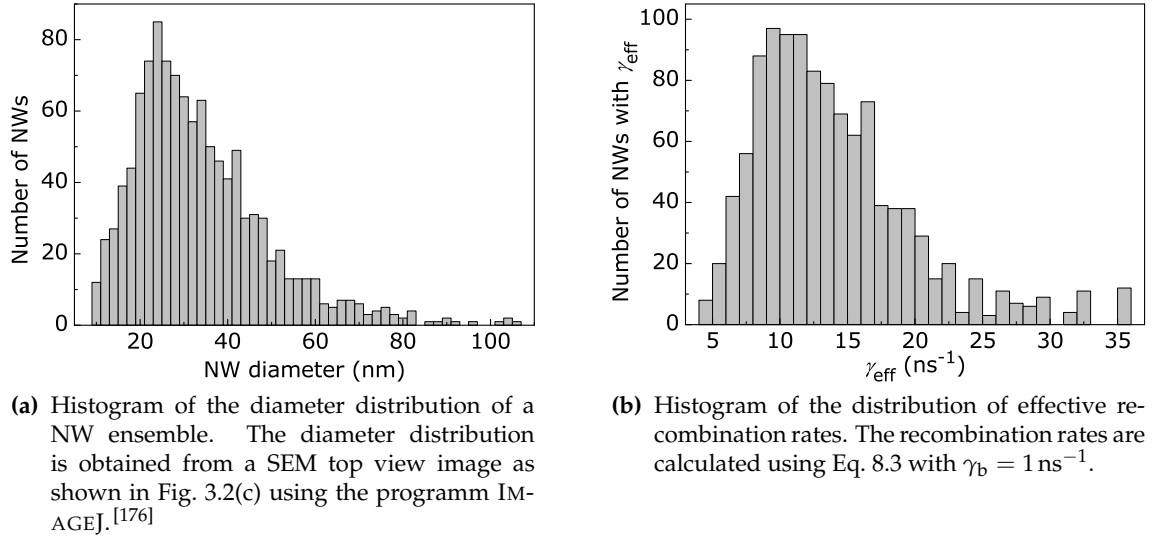 80
60
40
20
0
Number of NWs
20
40
60
80
100
NW diameter (nm)
(a) Histogram of the diameter distribution of a
NW ensemble. The diameter distribution
is obtained from a SEM top view image as
shown in Fig. 3.2(c) using the programm IM-
AGEJ.[176]
100
80
60
40
20
0
Number of NWs with γeff
5
10
15
20
25
30
35
γeff (ns-1)
(b) Histogram of the distribution of effective re-
combination rates. The recombination rates are
calculated using Eq. 8.3 with γb = 1 ns−1.